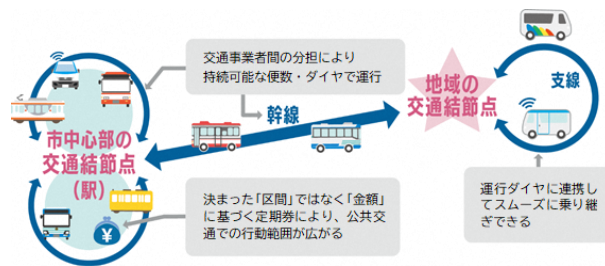 交通事業者間の分担により
持続可能な便数・ダイヤで運行
地域の
交通結節点
支線
幹線
市中心部の
交通結節点
(駅)
決まった「区間」ではなく「金額」
に基づく定期券により、公共交
通での行動範囲が広がる
¥
運行ダイヤに連携し
てスムーズに乗り継
ぎできる